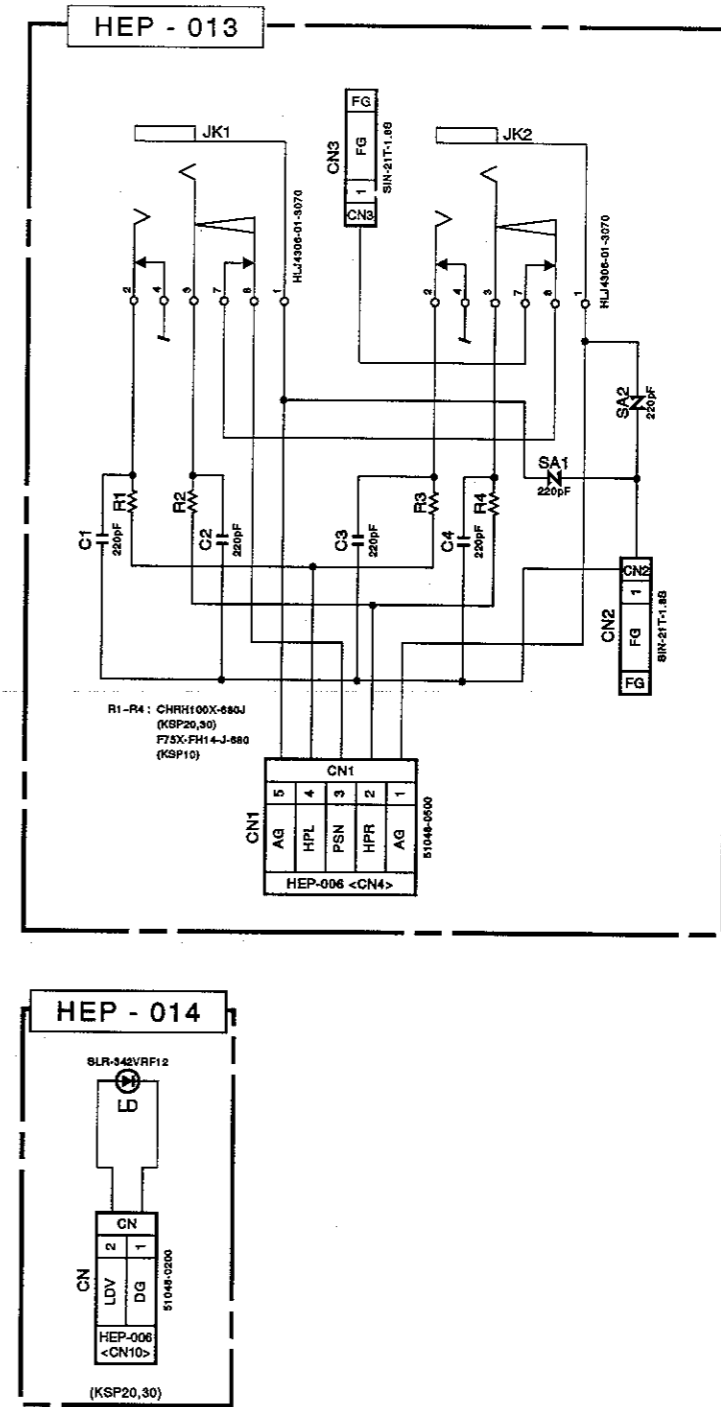 HEP - 013
JK1
HLJ4306-01-3070
2
4
3
7
8
1
CN3
FG
FG
1
CN3
SIN-21T-1.8S
JK2
HLJ4306-01-3070
2
4
3
7
8
1
SA2
220pF
SA1
220pF
C1
220pF
R1
R2
C2
220pF
C3
220pF
R3
C4
220pF
R4
CN2
CN2
1
FG
FG
SIN-21T-1.8S
R1-R4 : CHRH100X-680J
(KSP20,30)
F75X-FH14-J-680
(KSP10)
CN1
CN1
5
4
3
2
1
AG
HPL
PSN
HPR
AG
51048-0500
HEP-006 <CN4>
HEP - 014
SLR-342VRF12
LD
CN
CN
2
1
LDV
DG
51048-0200
HEP-006
<CN10>
(KSP20,30)